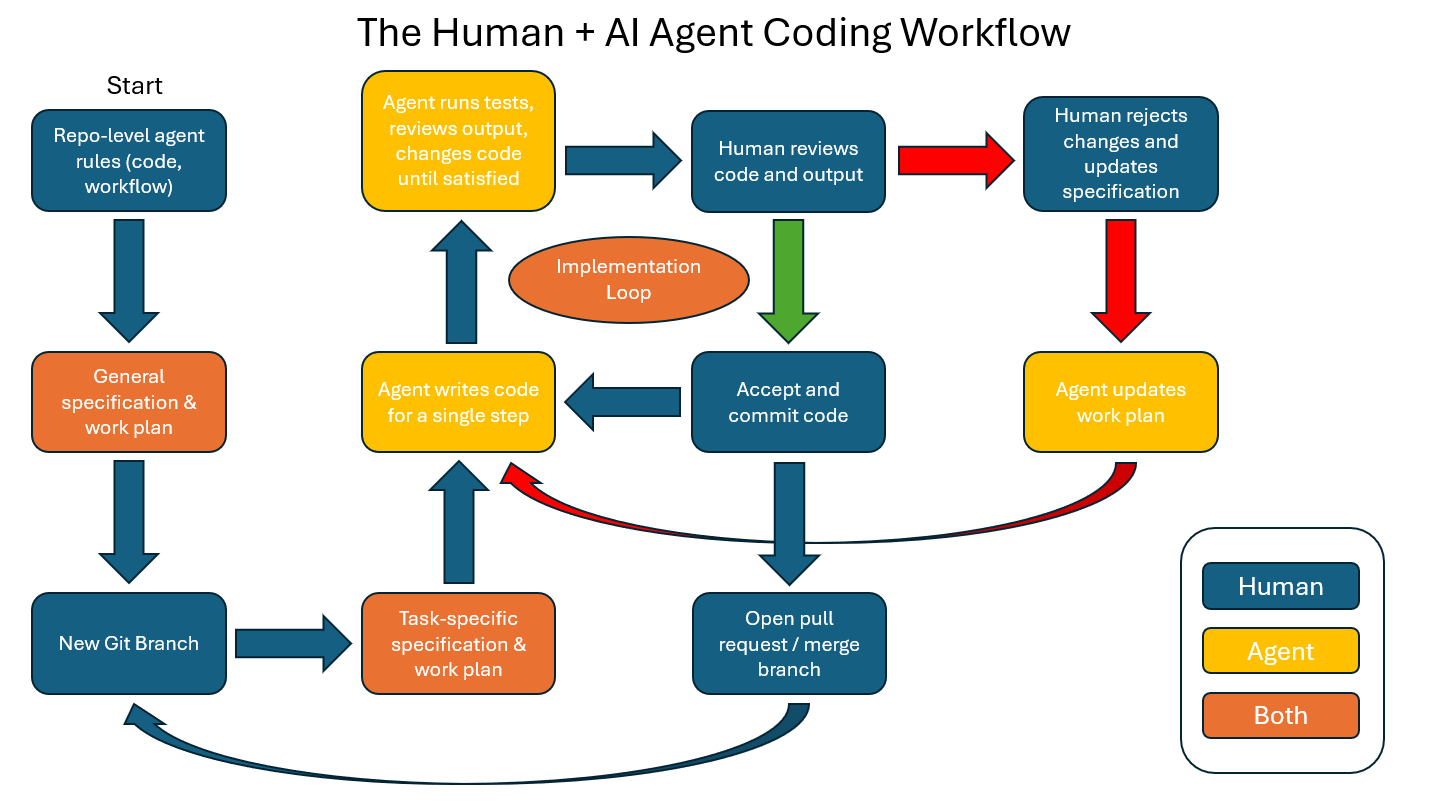 The Human + AI Agent Coding Workflow
Start
Repo-level agent
rules (code,
workflow)
Agent runs tests,
reviews output,
changes code
until satisfied
Human reviews
code and output
Human rejects
changes and
updates
specification
Implementation
Loop
General
specification &
work plan
Agent writes code
for a single step
Accept and
commit code
Agent updates
work plan
New Git Branch
Task-specific
specification &
work plan
Open pull
request / merge
branch
Human
Agent
Both